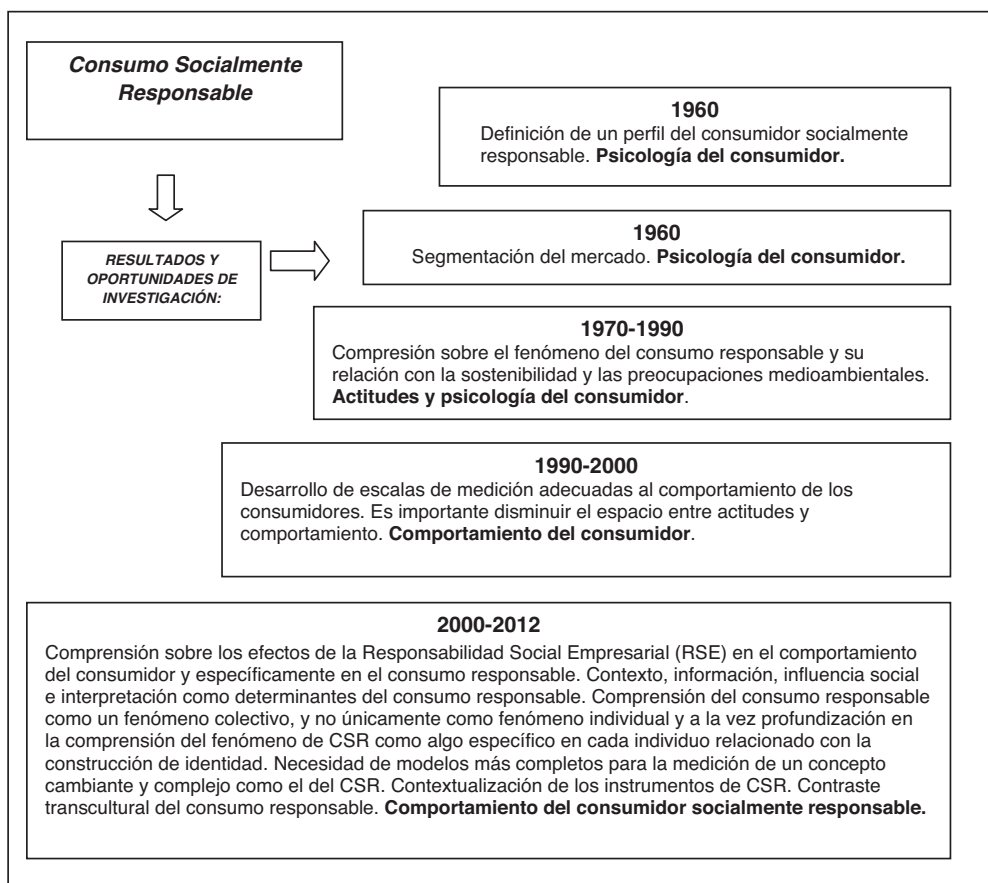 Consumo Socialmente
Responsable
1960
Definición de un perfil del consumidor socialmente
responsable. Psicología del consumidor.
RESULTADOS Y
OPORTUNIDADES DE
INVESTIGACIÓN:
1960
Segmentación del mercado. Psicología del consumidor.
1970-1990
Compresión sobre el fenómeno del consumo responsable y su
relación con la sostenibilidad y las preocupaciones medioambientales.
Actitudes y psicología del consumidor.
1990-2000
Desarrollo de escalas de medición adecuadas al comportamiento de los
consumidores. Es importante disminuir el espacio entre actitudes y
comportamiento. Comportamiento del consumidor.
2000-2012
Comprensión sobre los efectos de la Responsabilidad Social Empresarial (RSE) en el comportamiento
del consumidor y específicamente en el consumo responsable. Contexto, información, influencia social
e interpretación como determinantes del consumo responsable. Comprensión del consumo responsable
como un fenómeno colectivo, y no únicamente como fenómeno individual y a la vez profundización en
la comprensión del fenómeno de CSR como algo específico en cada individuo relacionado con la
construcción de identidad. Necesidad de modelos más completos para la medición de un concepto
cambiante y complejo como el del CSR. Contextualización de los instrumentos de CSR. Contraste
transcultural del consumo responsable. Comportamiento del consumidor socialmente responsable.